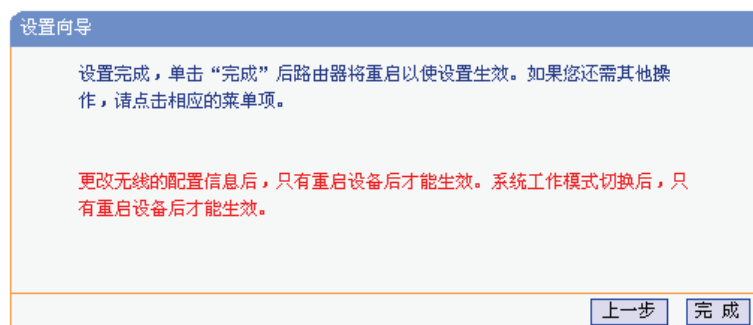 设置向导
设置完成，单击“完成”后路由器将重启以使设置生效。如果您还需其他操
作，请点击相应的菜单项。
更改无线的配置信息后，只有重启设备后才能生效。系统工作模式切换后，只
有重启设备后才能生效。
上一步 完 成